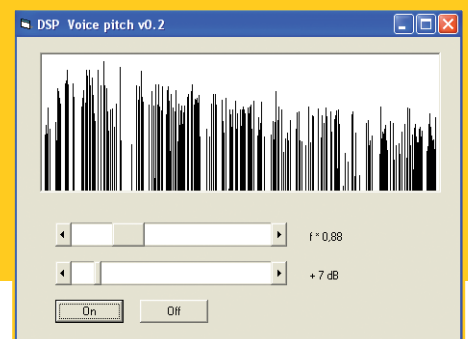 DSP Voice pitch v0.2
f * 0,88
+ 7 dB
On
Off